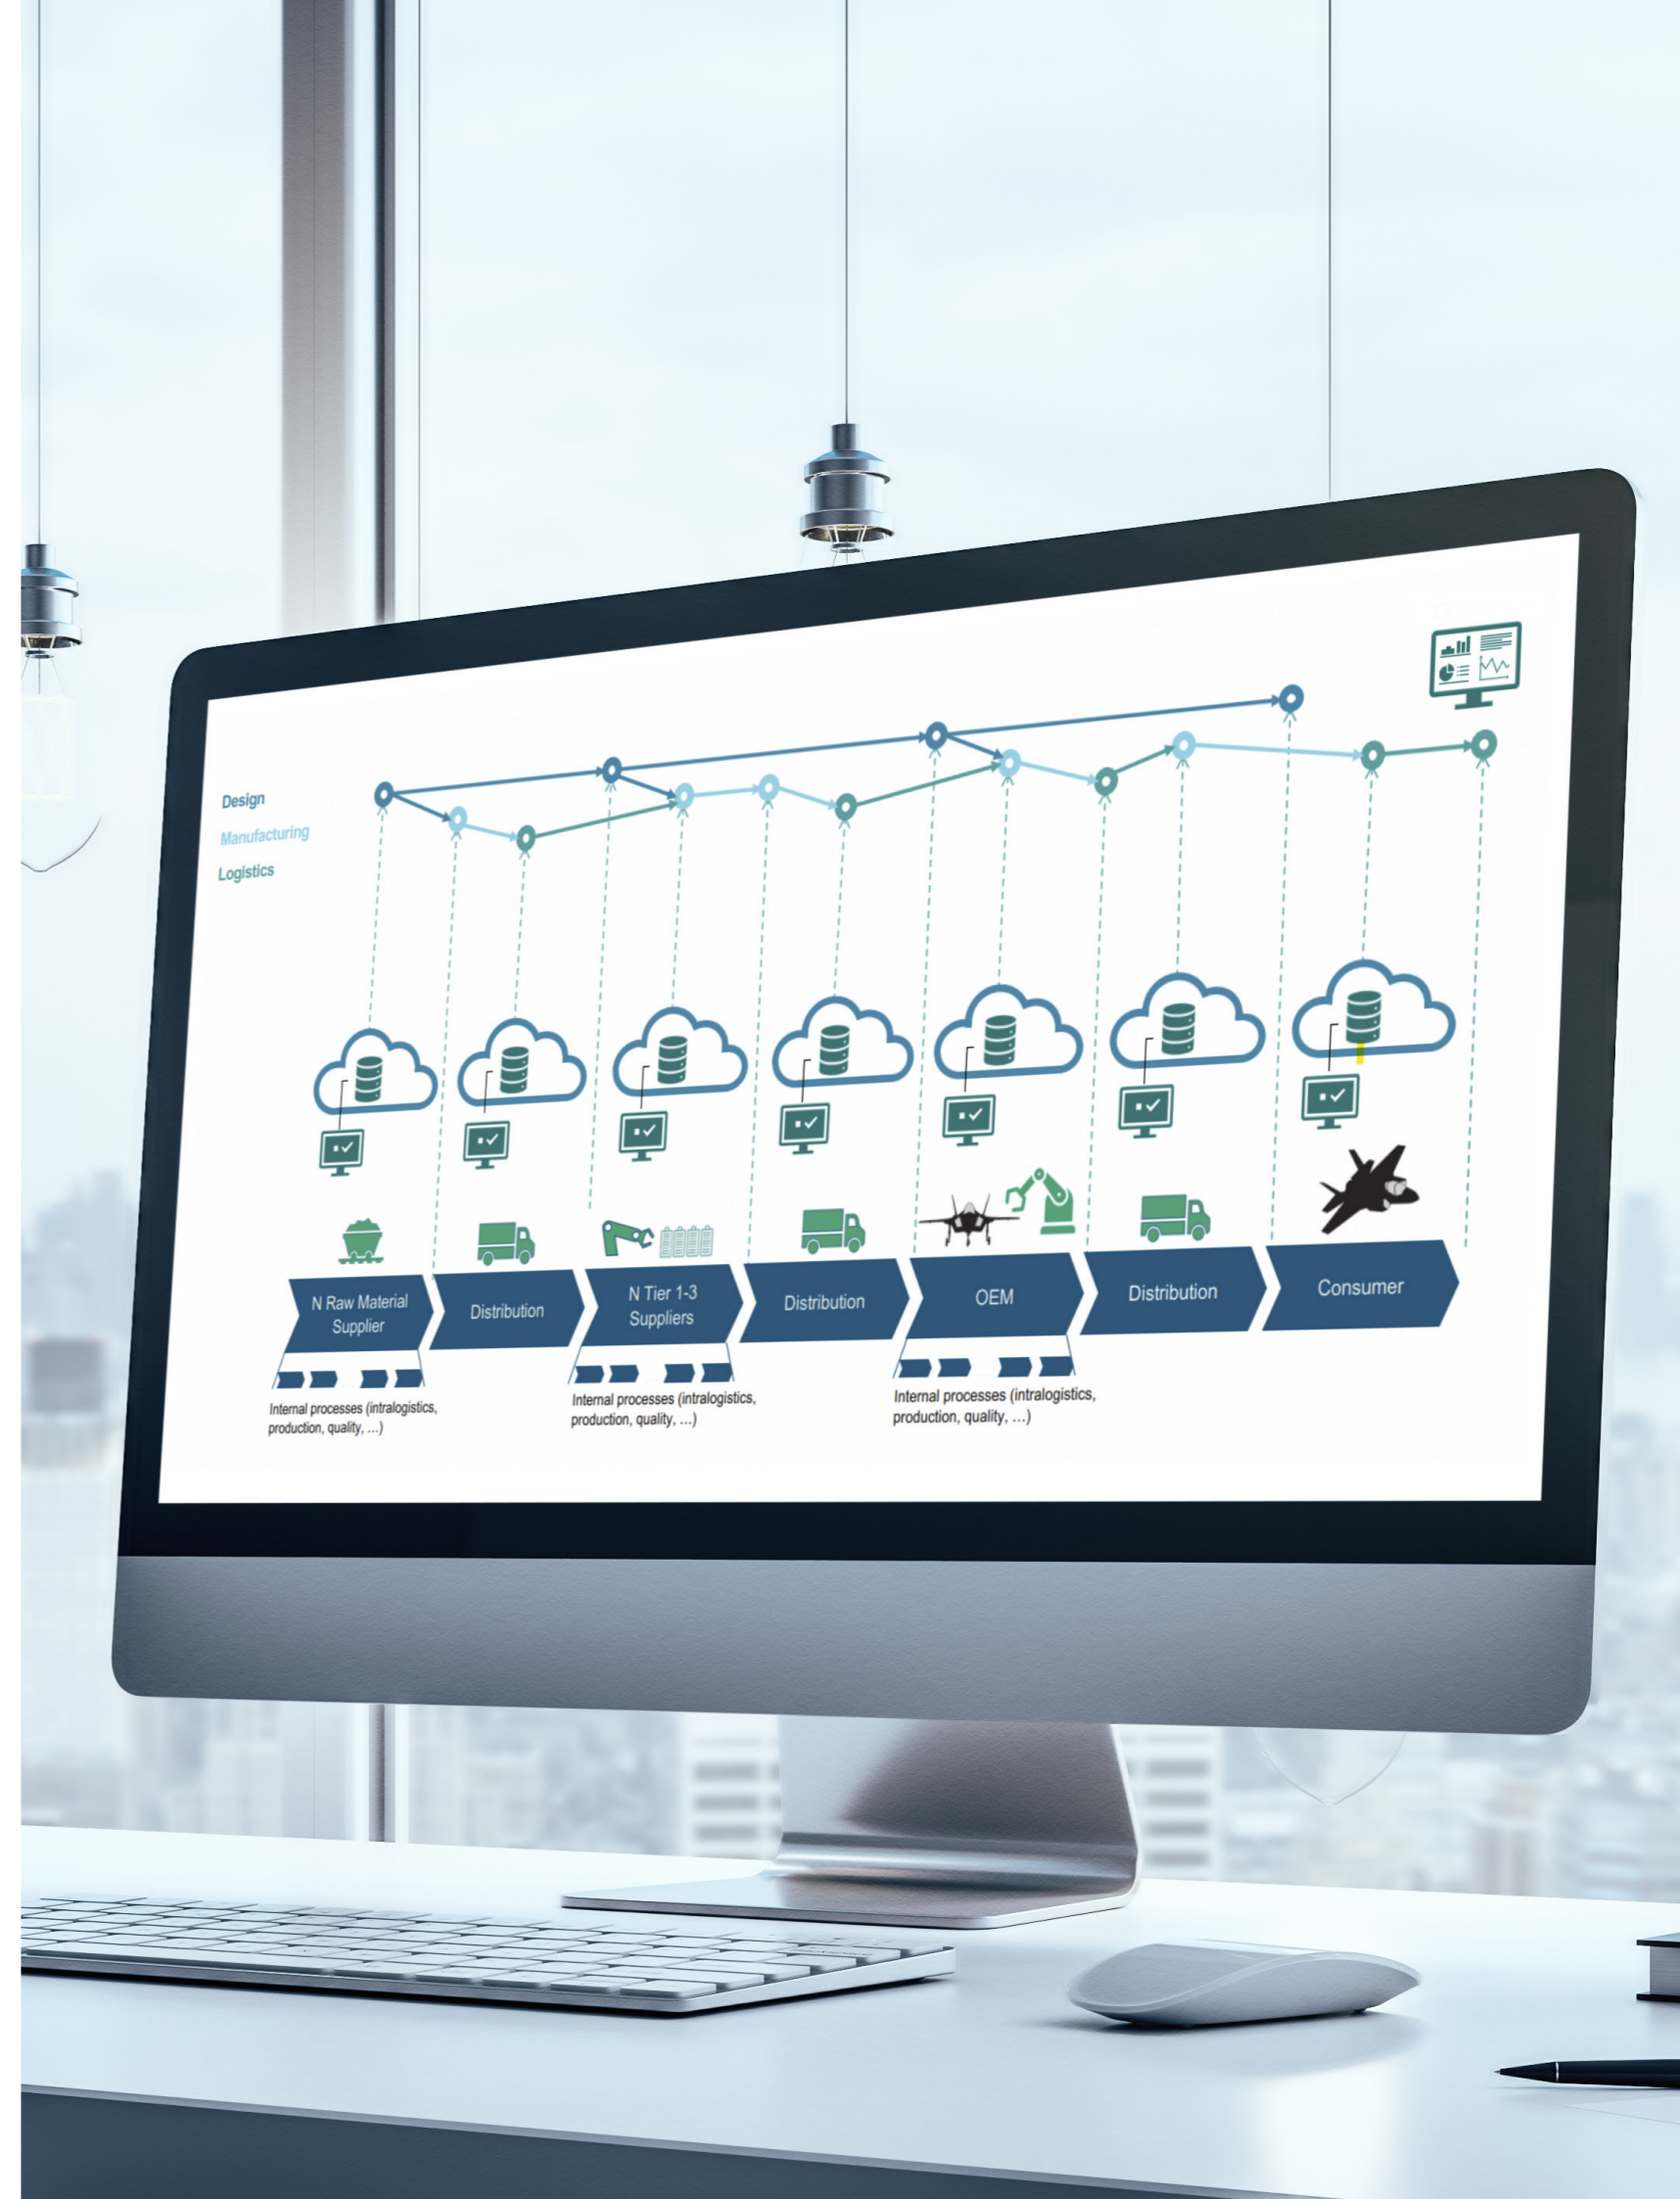 Design
Manufacturing
Logistics
N Raw Material
Supplier
Distribution
N Tier 1-3
Suppliers
Distribution
OEM
Distribution
Consumer
Internal processes (intralogistics,
production, quality, ...)
Internal processes (intralogistics,
production, quality, ...)
Internal processes (intralogistics,
production, quality, ...)